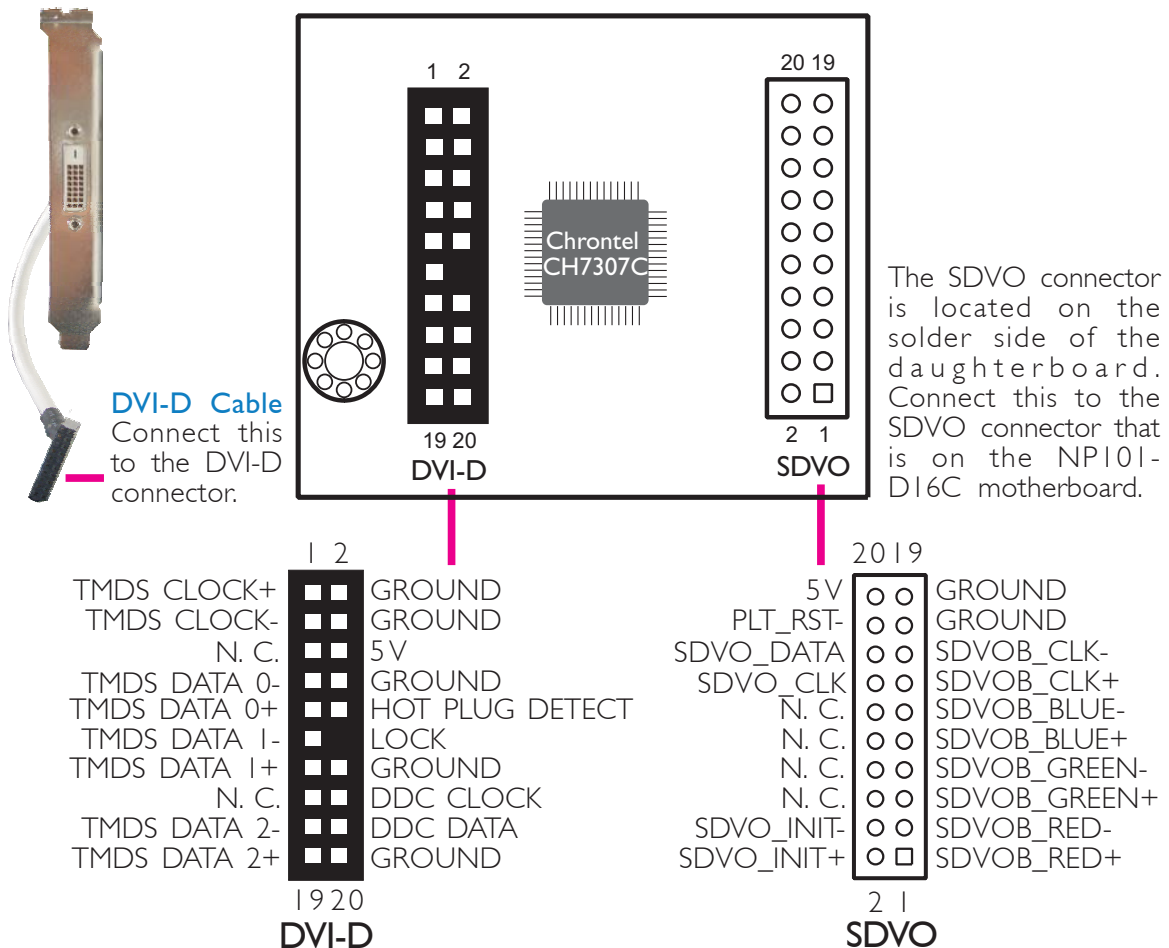 1 2
20 19
Chrontel
CH7307C
19 20
DVI-D
2 1
SDVO
DVI-D Cable
Connect this
to the DVI-D
connector.
The SDVO connector
is located on the
solder side of the
daughterboard.
Connect this to the
SDVO connector that
is on the NP101-
D16C motherboard.
1 2
TMDS CLOCK+ GROUND
TMDS CLOCK- GROUND
N. C. 5V
TMDS DATA 0- GROUND
TMDS DATA 0+ HOT PLUG DETECT
TMDS DATA 1- LOCK
TMDS DATA 1+ GROUND
N. C. DDC CLOCK
TMDS DATA 2- DDC DATA
TMDS DATA 2+ GROUND
19 20
DVI-D
20 19
5V GROUND
PLT_RST- GROUND
SDVO_DATA SDVOB_CLK-
SDVO_CLK SDVOB_CLK+
N. C. SDVOB_BLUE-
N. C. SDVOB_BLUE+
N. C. SDVOB_GREEN-
N. C. SDVOB_GREEN+
SDVO_INIT- SDVOB_RED-
SDVO_INIT+ SDVOB_RED+
2 1
SDVO